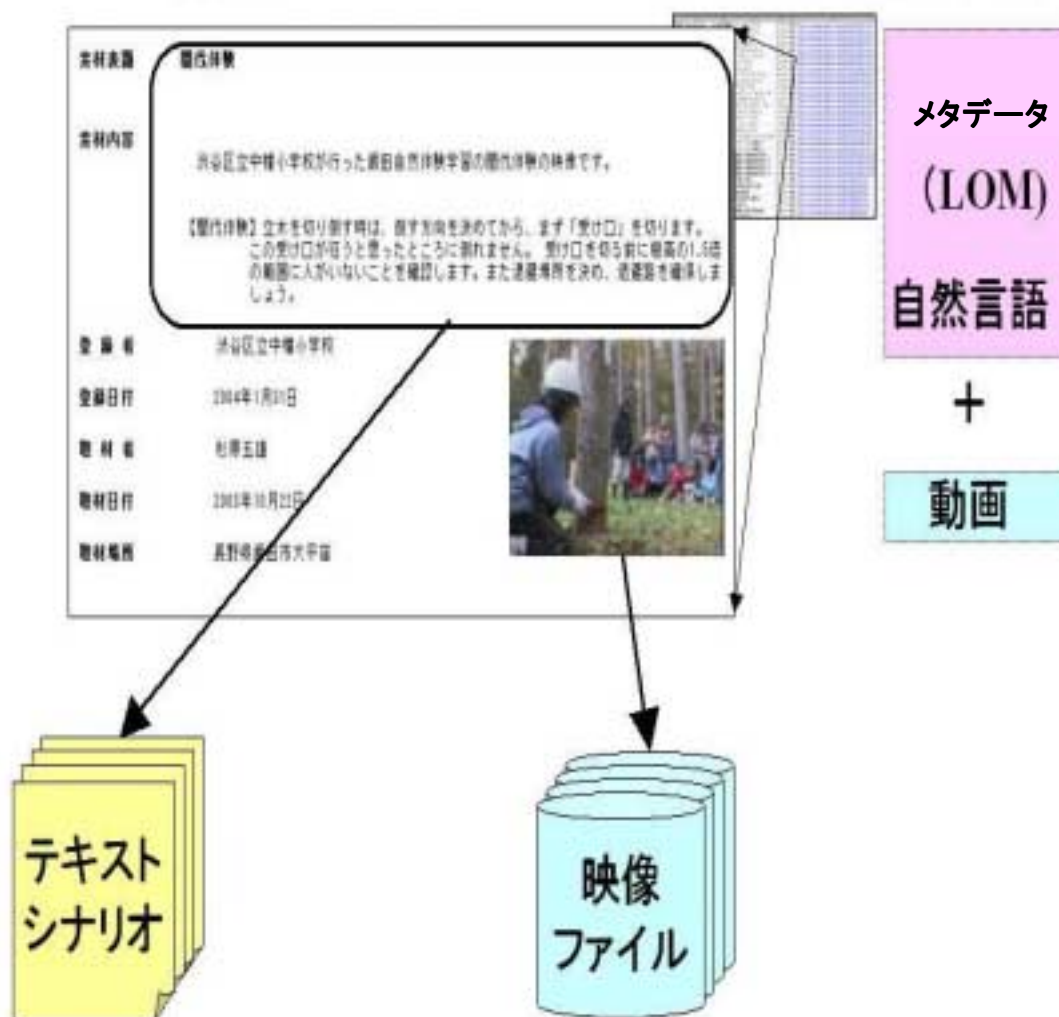 素材表題 間伐体験
素材内容
渋谷区立中幡小学校が行った飯田自然体験学習の間伐体験の映像です。
【間伐体験】立木を切り倒す時は、倒す方向を決めてから、まず「受け口」を切ります。
この受け口が狂うと思ったところに倒れません。 受け口を切る前に樹高の1.5倍
の範囲に人がいないことを確認します。また退避場所を決め、退避路を確保しま
しょう。
登 録 者 渋谷区立中幡小学校
登録日付 2004年1月31日
取 材 者
取材日付 2003年10月22日
取材場所 長野県飯田市大平宿
メタデータ
(LOM)
自然言語
+
動画
テキスト
シナリオ
映像
ファイル